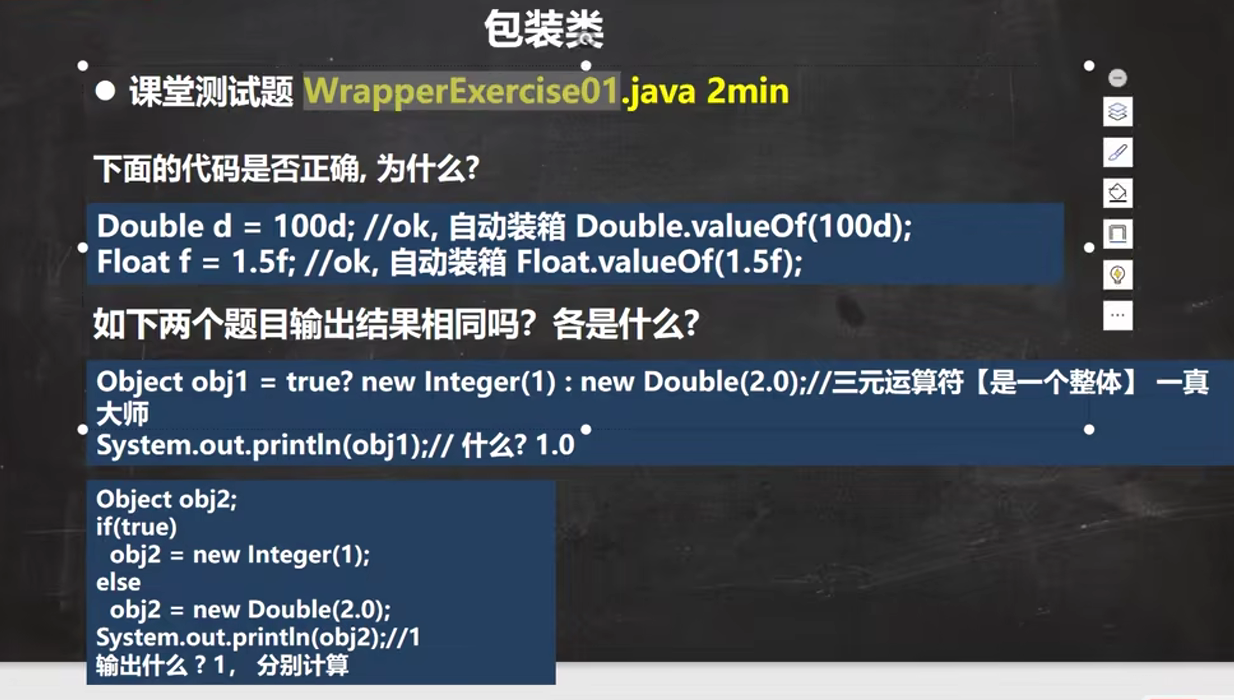 包装类
课堂测试题 WrapperExercise01.java 2min
下面的代码是否正确, 为什么?
Double d = 100d; //ok, 自动装箱 Double.valueOf(100d);
Float f = 1.5f; //ok, 自动装箱 Float.valueOf(1.5f);
如下两个题目输出结果相同吗？各是什么?
Object obj1 = true? new Integer(1) : new Double(2.0);//三元运算符【是一个整体】 一真
大师
System.out.println(obj1);// 什么? 1.0
Object obj2;
if(true)
obj2 = new Integer(1);
else
obj2 = new Double(2.0);
System.out.println(obj2);//1
输出什么 ? 1， 分别计算